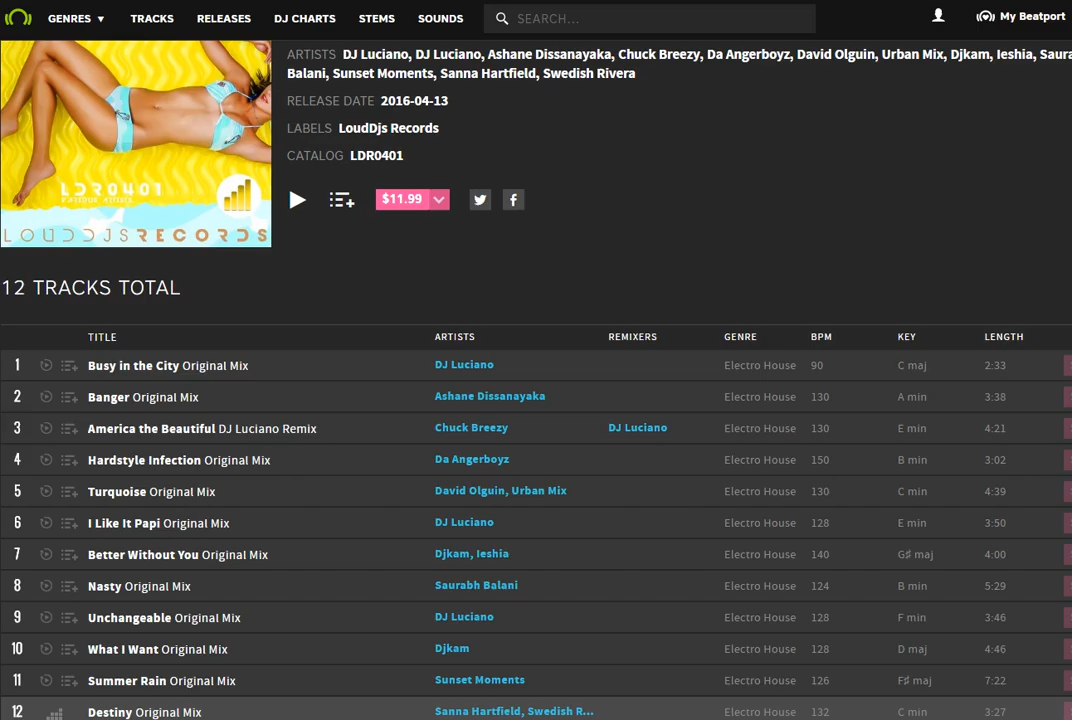 GENRES ▼ TRACKS RELEASES DJ CHARTS STEMS SOUNDS SEARCH... My Beatport
ARTISTS DJ Luciano, DJ Luciano, Ashane Dissanayaka, Chuck Breezy, Da Angerboyz, David Olguin, Urban Mix, Djkam, Ieshia, Saura
Balani, Sunset Moments, Sanna Hartfield, Swedish Rivera
RELEASE DATE 2016-04-13
LABELS LoudDjs Records
CATALOG LDR0401
$11.99
LDR0401
VARIOUS ARTISTS
LOUDDJSRECORDS
12 TRACKS TOTAL
TITLE ARTISTS REMIXERS GENRE BPM KEY LENGTH
1 Busy in the City Original Mix DJ Luciano Electro House 90 C maj 2:33
2 Banger Original Mix Ashane Dissanayaka Electro House 130 A min 3:38
3 America the Beautiful DJ Luciano Remix Chuck Breezy DJ Luciano Electro House 130 E min 4:21
4 Hardstyle Infection Original Mix Da Angerboyz Electro House 150 B min 3:02
5 Turquoise Original Mix David Olguin, Urban Mix Electro House 130 C min 4:39
6 I Like It Papi Original Mix DJ Luciano Electro House 128 E min 3:50
7 Better Without You Original Mix Djkam, Ieshia Electro House 140 G♯ maj 4:00
8 Nasty Original Mix Saurabh Balani Electro House 124 B min 5:29
9 Unchangeable Original Mix DJ Luciano Electro House 128 F min 3:46
10 What I Want Original Mix Djkam Electro House 128 D maj 4:46
11 Summer Rain Original Mix Sunset Moments Electro House 126 F♯ maj 7:22
12 Destiny Original Mix Sanna Hartfield, Swedish R... Electro House 132 C min 3:27